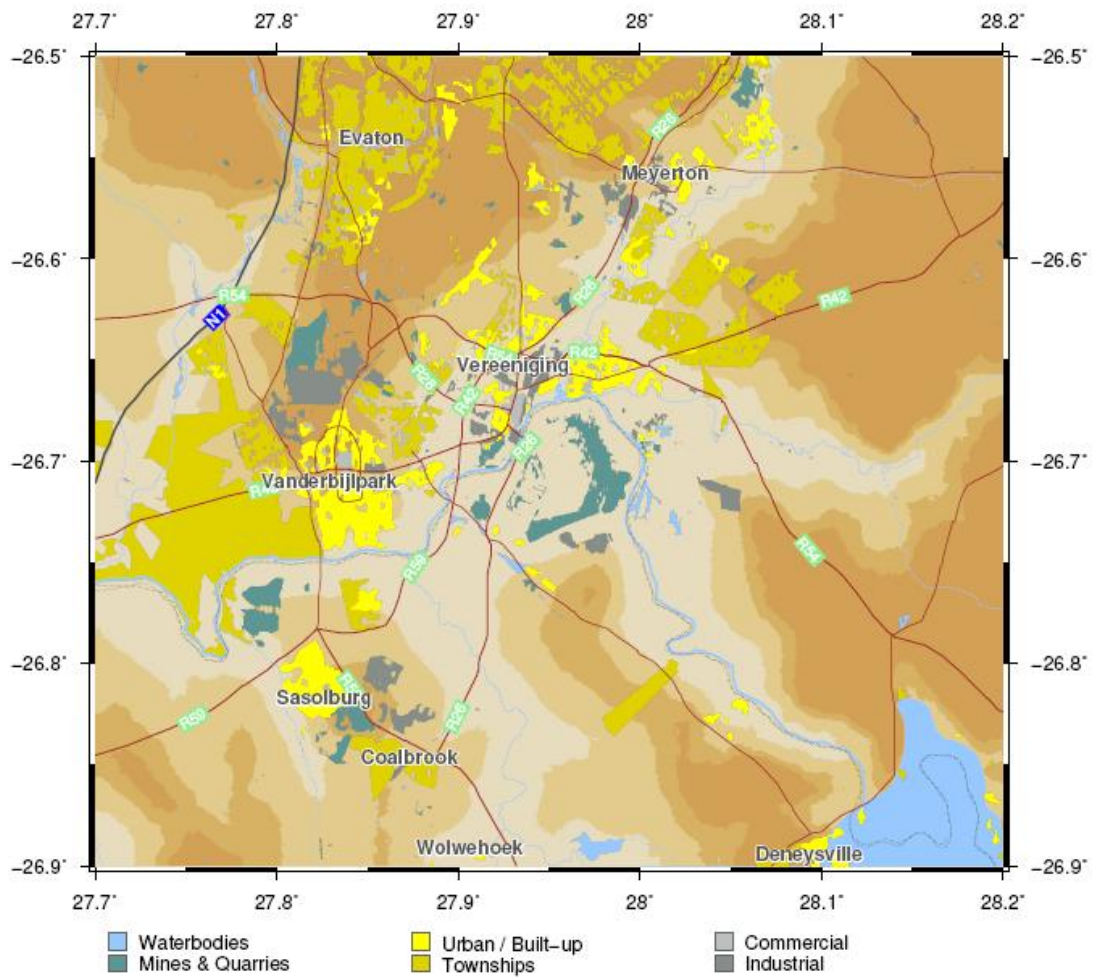 27.7˚ 27.8˚ 27.9˚ 28˚ 28.1˚ 28.2˚
−26.5˚ −26.5˚
Evaton
R26
Meyerton
−26.6˚ −26.6˚
R54
R26
R42
N1
R42
Vereeniging
R28
R42
R26
−26.7˚ −26.7˚
Vanderbijlpark
R54
R59
−26.8˚ −26.8˚
Sasolburg
R59
R26
Coalbrook
Wolwehoek
Deneysville
−26.9˚ −26.9˚
27.7˚ 27.8˚ 27.9˚ 28˚ 28.1˚ 28.2˚
Waterbodies
Urban / Built−up
Commercial
Mines & Quarries
Townships
Industrial